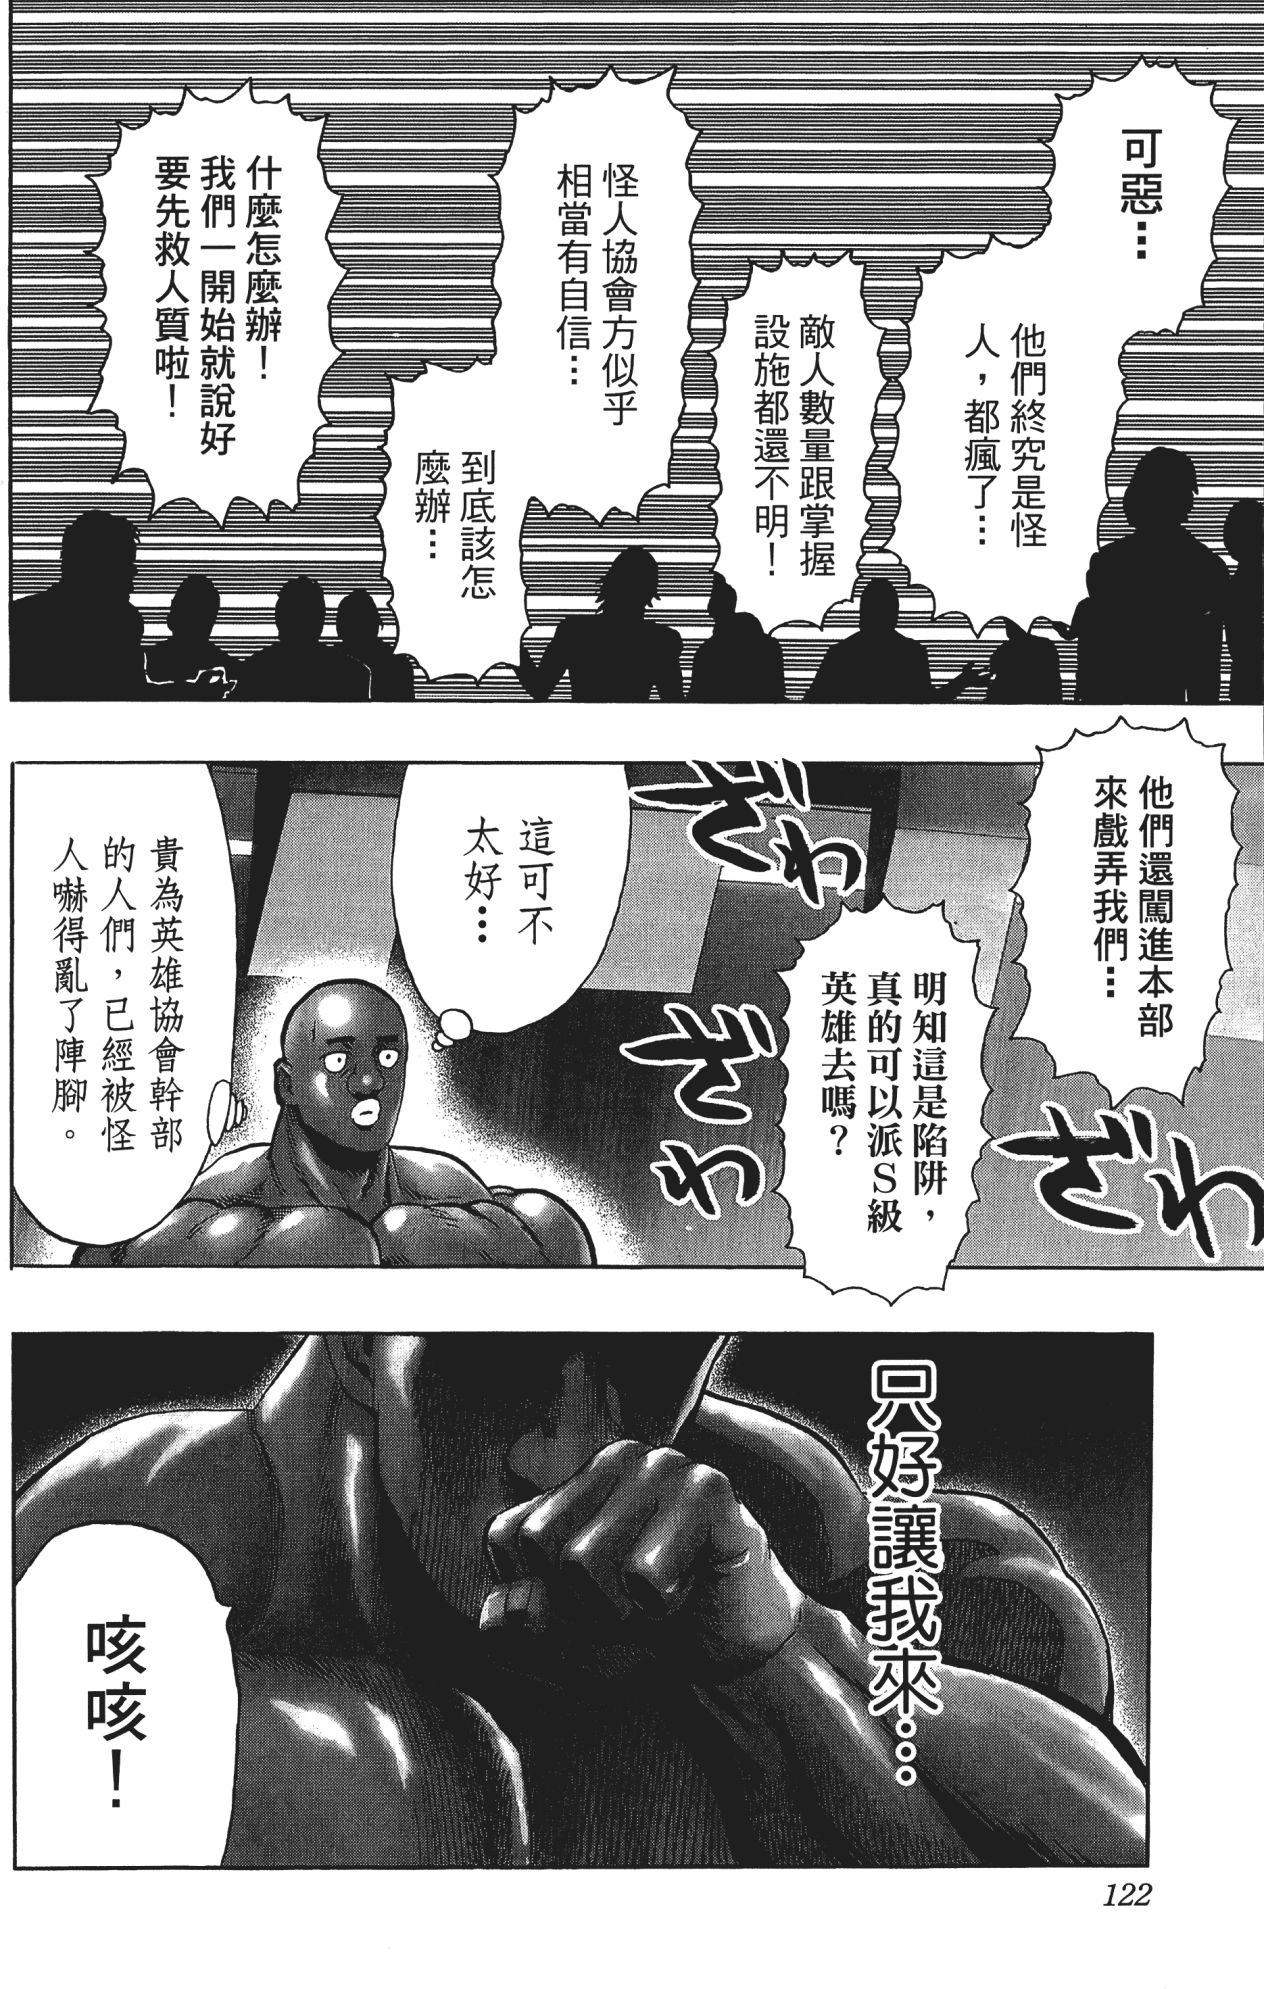 可惡⋯
他們終究是怪
人，都瘋了⋯
敵人數量跟掌握
設施都還不明！
怪人協會方似乎
相當有自信⋯
到底該怎
麼辦⋯
什麼怎麼辦！
我們一開始就說好
要先救人質啦！
他們還闖進本部
來戲弄我們⋯
ざわ
明知這是陷阱，
真的可以派S級
英雄去嗎？
ざわ
ざわ
這可不
太好⋯
貴為英雄協會幹部
的人們，已經被怪
人嚇得亂了陣腳。
只好讓我來⋯
咳咳！
122